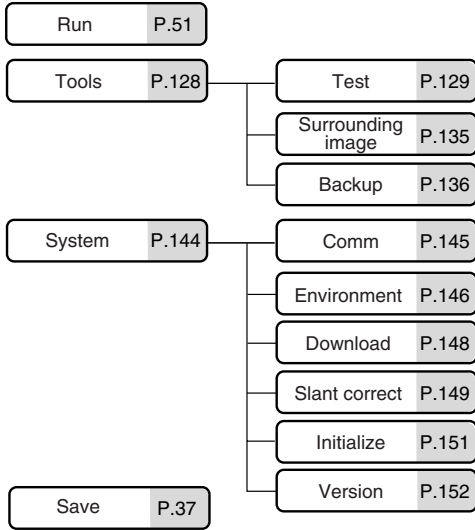 Run P.51
Tools P.128
Test P.129
Surrounding
image P.135
Backup P.136
System P.144
Comm P.145
Environment P.146
Download P.148
Slant correct P.149
Initialize P.151
Version P.152
Save P.37